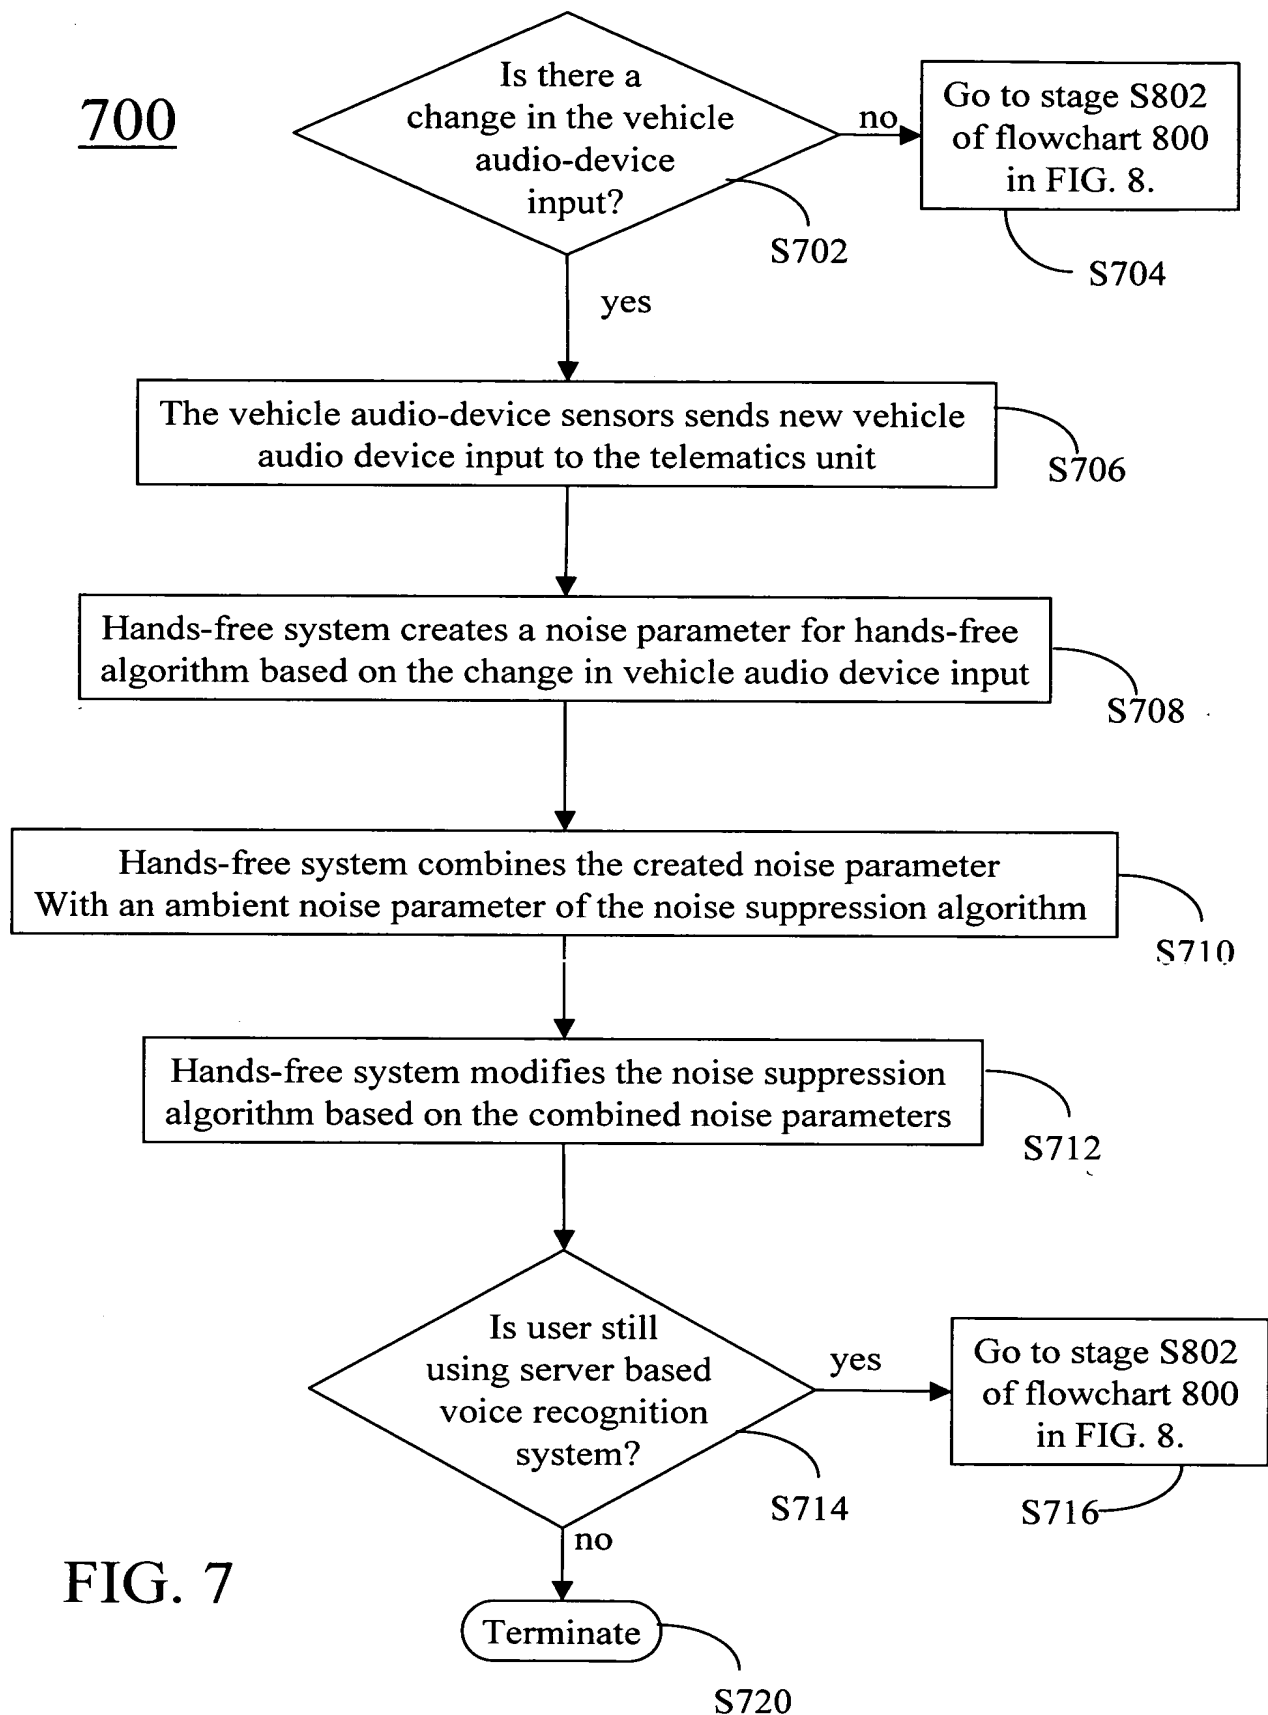 700
Is there a
change in the vehicle
audio-device
input?
S702
no
Go to stage S802
of flowchart 800
in FIG. 8.
S704
yes
The vehicle audio-device sensors sends new vehicle
audio device input to the telematics unit
S706
Hands-free system creates a noise parameter for hands-free
algorithm based on the change in vehicle audio device input
S708
Hands-free system combines the created noise parameter
With an ambient noise parameter of the noise suppression algorithm
S710
Hands-free system modifies the noise suppression
algorithm based on the combined noise parameters
S712
Is user still
using server based
voice recognition
system?
S714
yes
Go to stage S802
of flowchart 800
in FIG. 8.
S716
no
Terminate
S720
FIG. 7